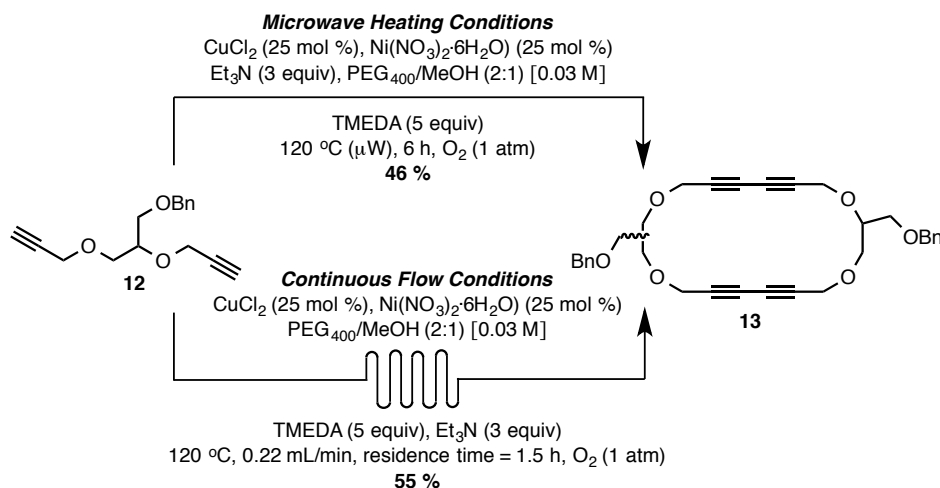 Microwave Heating Conditions
CuCl₂ (25 mol %), Ni(NO₃)₂·6H₂O) (25 mol %)
Et₃N (3 equiv), PEG₄₀₀/MeOH (2:1) [0.03 M]
TMEDA (5 equiv)
120 °C (μW), 6 h, O₂ (1 atm)
46 %
OBn
O
O
12
O
O
BnO
O
O
OBn
13
Continuous Flow Conditions
CuCl₂ (25 mol %), Ni(NO₃)₂·6H₂O) (25 mol %)
PEG₄₀₀/MeOH (2:1) [0.03 M]
TMEDA (5 equiv), Et₃N (3 equiv)
120 °C, 0.22 mL/min, residence time = 1.5 h, O₂ (1 atm)
55 %